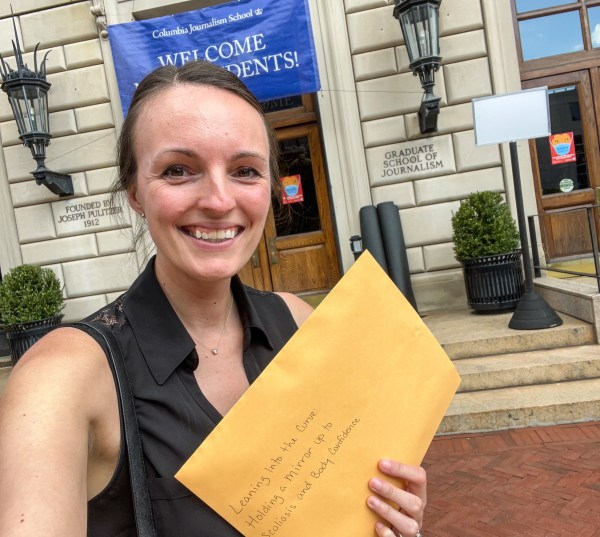 Columbia Journalism School
WELCOME
DENTS!
FOUNDED BY
JOSEPH PULITZER
1912
GRADUATE
SCHOOL OF
JOURNALISM
Leaning Into the Curve:
Holding a Mirror up to
Scoliosis and Body Confidence